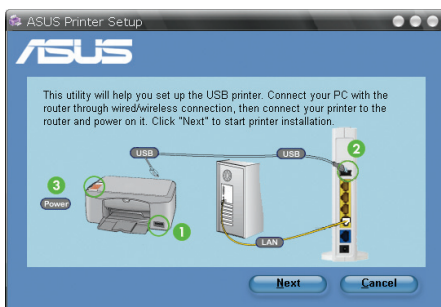 ASUS Printer Setup
ASUS
This utility will help you set up the USB printer. Connect your PC with the
router through wired/wireless connection, then connect your printer to the
router and power on it. Click "Next" to start printer installation.
USB
USB
2
3
Power
1
LAN
Next
Cancel